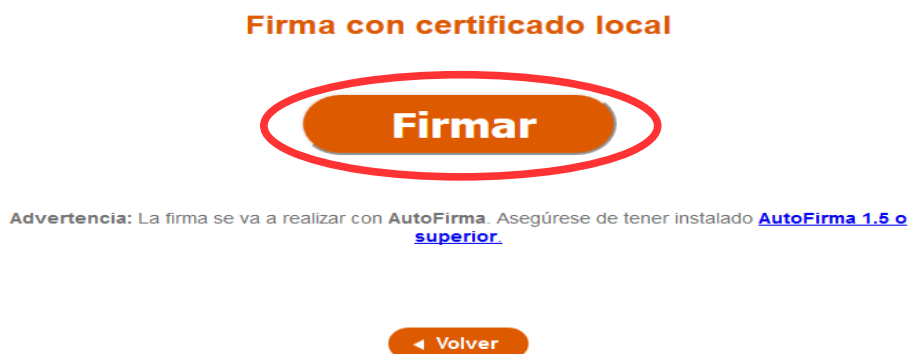 Firma con certificado local
Firmar
Advertencia: La firma se va a realizar con AutoFirma. Asegúrese de tener instalado AutoFirma 1.5 o
superior.
◄ Volver